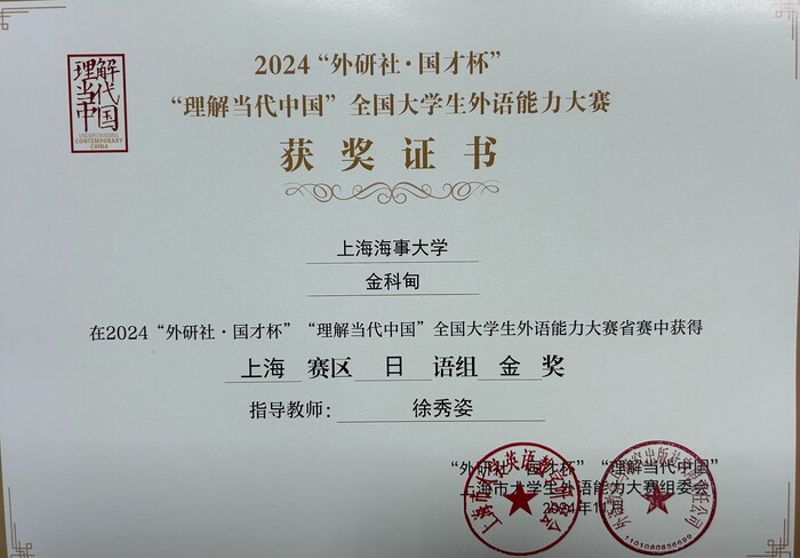 2024“外研社·国才杯”
“理解当代中国”全国大学生外语能力大赛
获奖证书
理解
当代
中国
UNDERSTANDING
CONTEMPORARY
CHINA
上海海事大学
金科甸
在2024“外研社·国才杯”“理解当代中国”全国大学生外语能力大赛省赛中获得
上海 赛区 日 语组 金 奖
指导教师: 徐秀姿
“外研社·国才杯”“理解当代中国”
上海市大学生外语能力大赛组委会
2024年11月